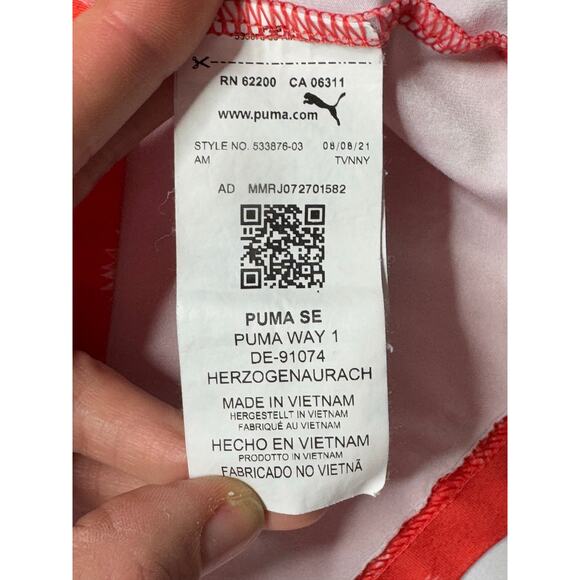 RN 62200 CA 06311
www.puma.com
STYLE NO. 533876-03 08/08/21
AM TVNNY
AD MMRJ072701582
PUMA SE
PUMA WAY 1
DE-91074
HERZOGENAURACH
MADE IN VIETNAM
HERGESTELLT IN VIETNAM
FABRIQUÉ AU VIETNAM
HECHO EN VIETNAM
PRODOTTO IN VIETNAM
FABRICADO NO VIETNÃ